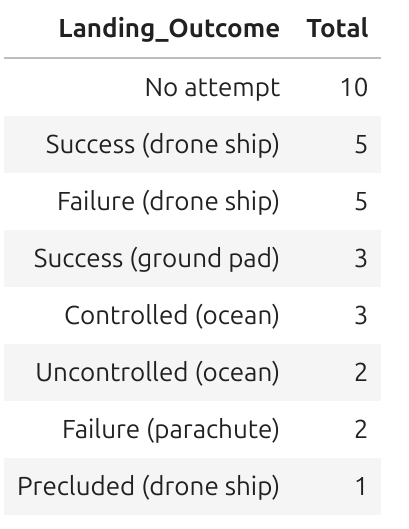 Landing_Outcome Total
No attempt 10
Success (drone ship) 5
Failure (drone ship) 5
Success (ground pad) 3
Controlled (ocean) 3
Uncontrolled (ocean) 2
Failure (parachute) 2
Precluded (drone ship) 1